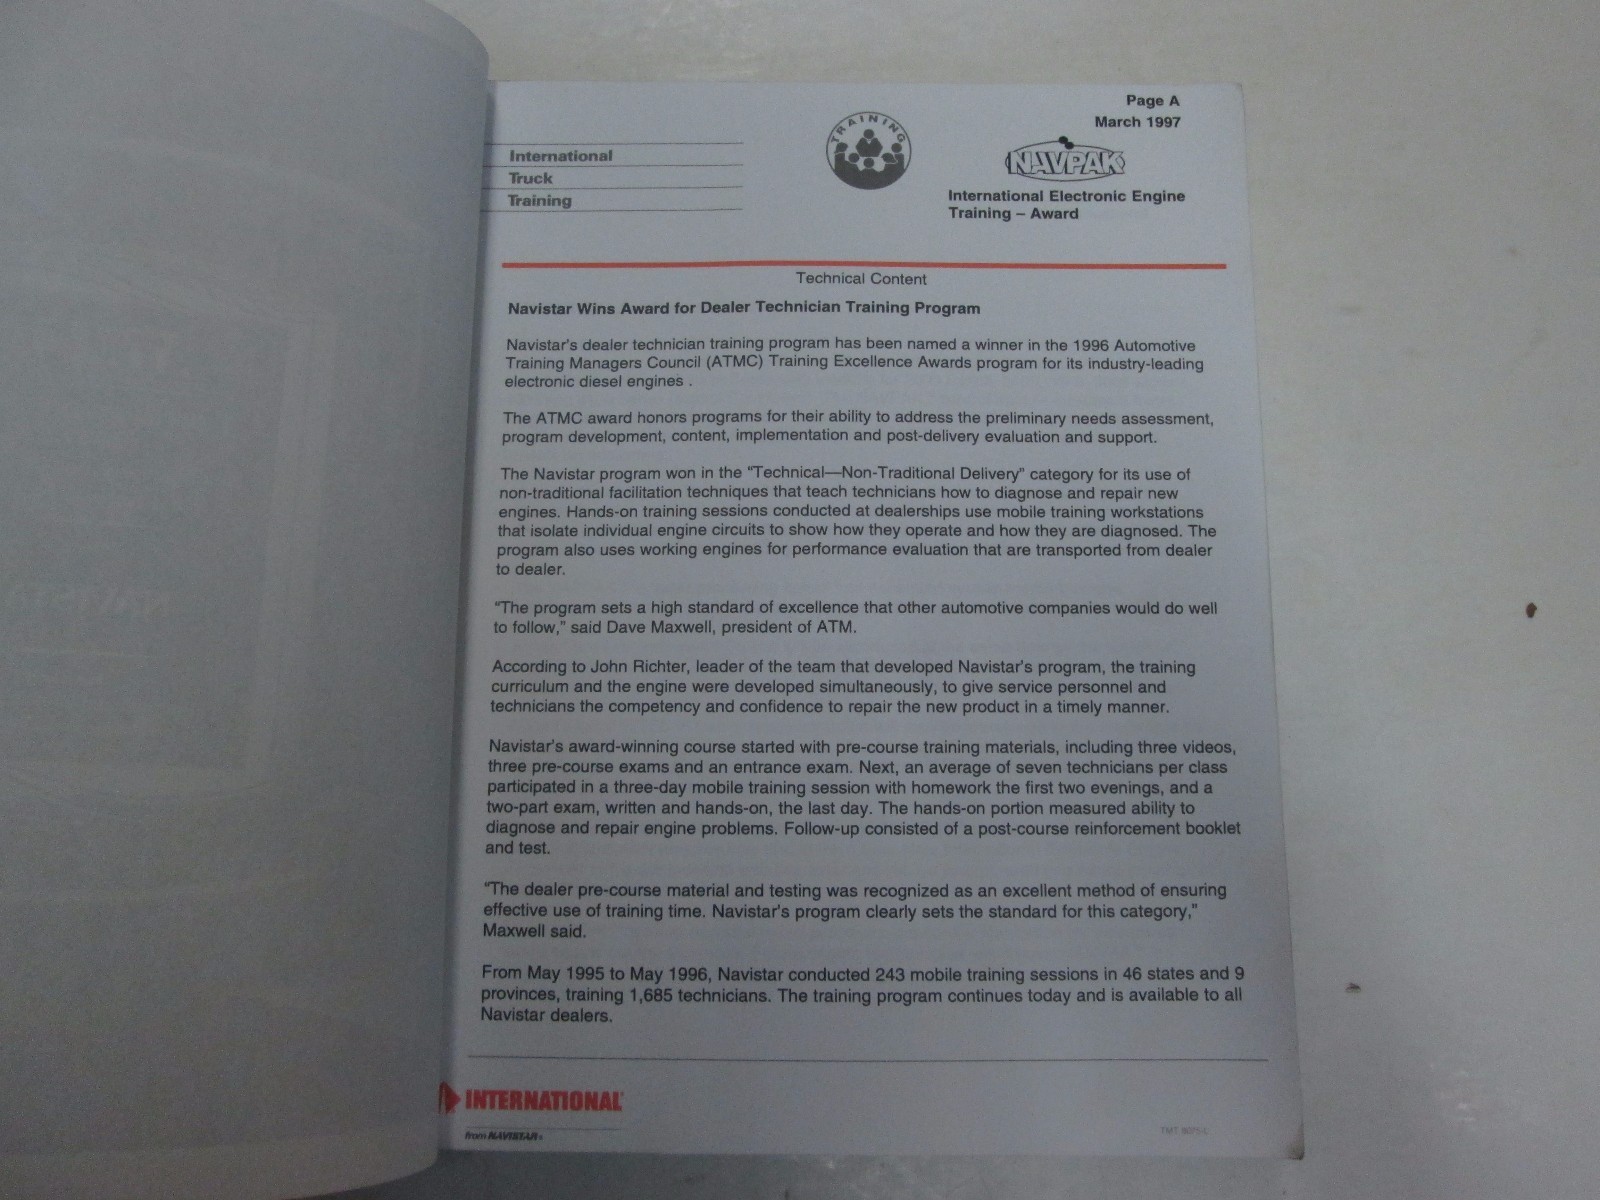 Page A
March 1997
International
Truck
Training
TRAINING
NAVPAK
International Electronic Engine
Training – Award
Technical Content
Navistar Wins Award for Dealer Technician Training Program
Navistar's dealer technician training program has been named a winner in the 1996 Automotive
Training Managers Council (ATMC) Training Excellence Awards program for its industry-leading
electronic diesel engines .
The ATMC award honors programs for their ability to address the preliminary needs assessment,
program development, content, implementation and post-delivery evaluation and support.
The Navistar program won in the “Technical—Non-Traditional Delivery” category for its use of
non-traditional facilitation techniques that teach technicians how to diagnose and repair new
engines. Hands-on training sessions conducted at dealerships use mobile training workstations
that isolate individual engine circuits to show how they operate and how they are diagnosed. The
program also uses working engines for performance evaluation that are transported from dealer
to dealer.
“The program sets a high standard of excellence that other automotive companies would do well
to follow,” said Dave Maxwell, president of ATM.
According to John Richter, leader of the team that developed Navistar's program, the training
curriculum and the engine were developed simultaneously, to give service personnel and
technicians the competency and confidence to repair the new product in a timely manner.
Navistar's award-winning course started with pre-course training materials, including three videos,
three pre-course exams and an entrance exam. Next, an average of seven technicians per class
participated in a three-day mobile training session with homework the first two evenings, and a
two-part exam, written and hands-on, the last day. The hands-on portion measured ability to
diagnose and repair engine problems. Follow-up consisted of a post-course reinforcement booklet
and test.
“The dealer pre-course material and testing was recognized as an excellent method of ensuring
effective use of training time. Navistar's program clearly sets the standard for this category,”
Maxwell said.
From May 1995 to May 1996, Navistar conducted 243 mobile training sessions in 46 states and 9
provinces, training 1,685 technicians. The training program continues today and is available to all
Navistar dealers.
INTERNATIONAL
from NAVISTAR
TMT